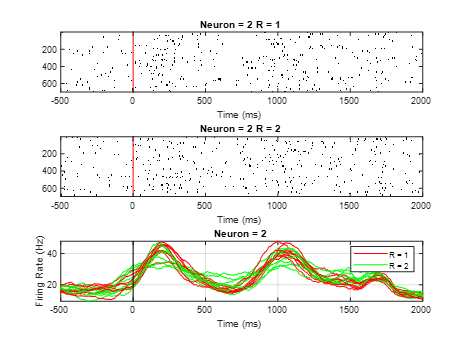 Neuron = 2 R = 1
200
400
600
-500 0 500 1000 1500 2000
Time (ms)
Neuron = 2 R = 2
200
400
600
-500 0 500 1000 1500 2000
Time (ms)
Neuron = 2
Firing Rate (Hz)
40
20
R = 1
R = 2
-500 0 500 1000 1500 2000
Time (ms)